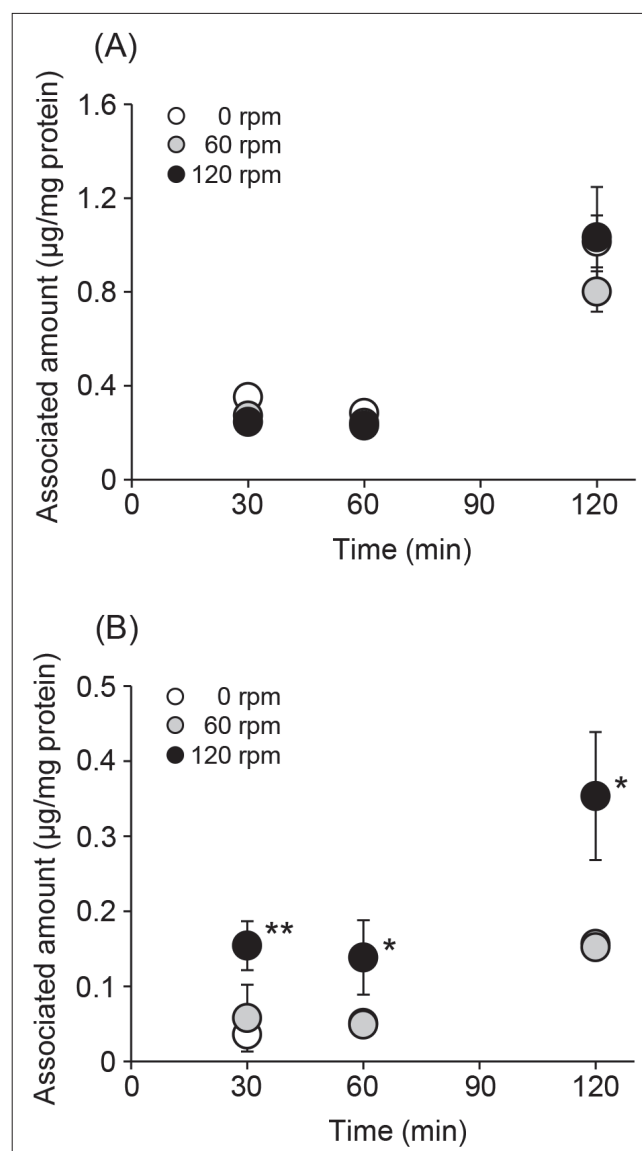 (A)
Associated amount (µg/mg protein)
1.6
1.2
0.8
0.4
0
0 rpm
60 rpm
120 rpm
0 30 60 90 120
Time (min)
(B)
Associated amount (µg/mg protein)
0.5
0.4
0.3
0.2
0.1
0
0 rpm
60 rpm
120 rpm
*
**
*
0 30 60 90 120
Time (min)